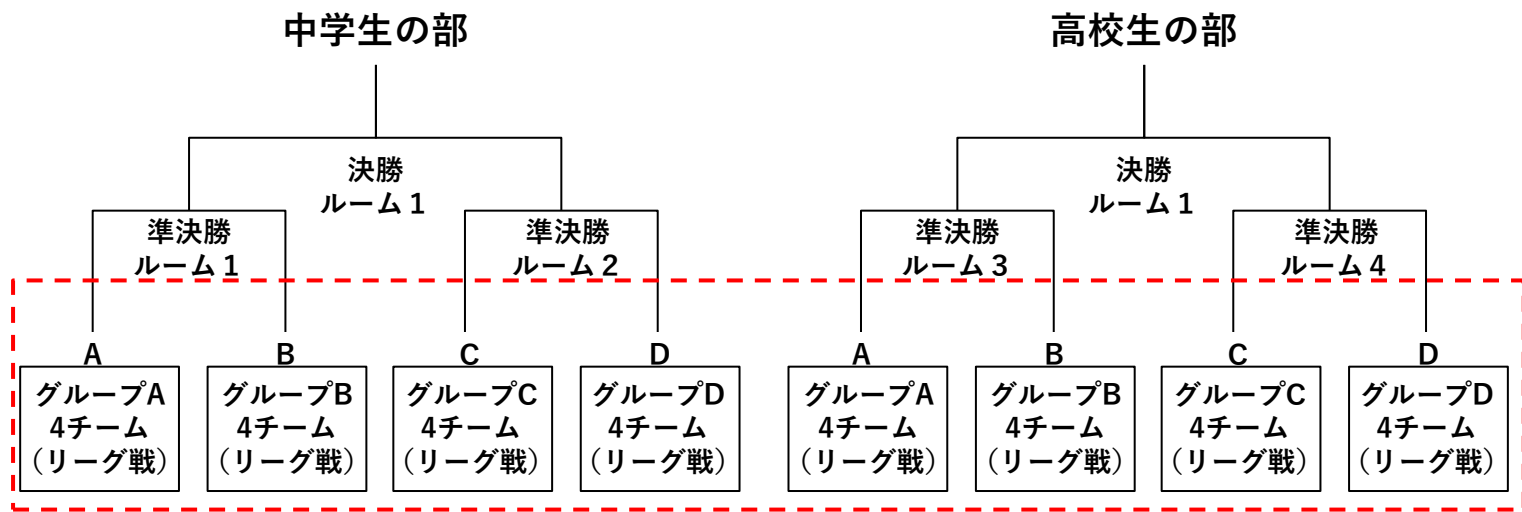 中学生の部
決勝
ルーム1
準決勝
ルーム1
準決勝
ルーム2
A
B
C
D
グループA
4チーム
(リーグ戦)
グループB
4チーム
(リーグ戦)
グループC
4チーム
(リーグ戦)
グループD
4チーム
(リーグ戦)
高校生の部
決勝
ルーム1
準決勝
ルーム3
準決勝
ルーム4
A
B
C
D
グループA
4チーム
(リーグ戦)
グループB
4チーム
(リーグ戦)
グループC
4チーム
(リーグ戦)
グループD
4チーム
(リーグ戦)